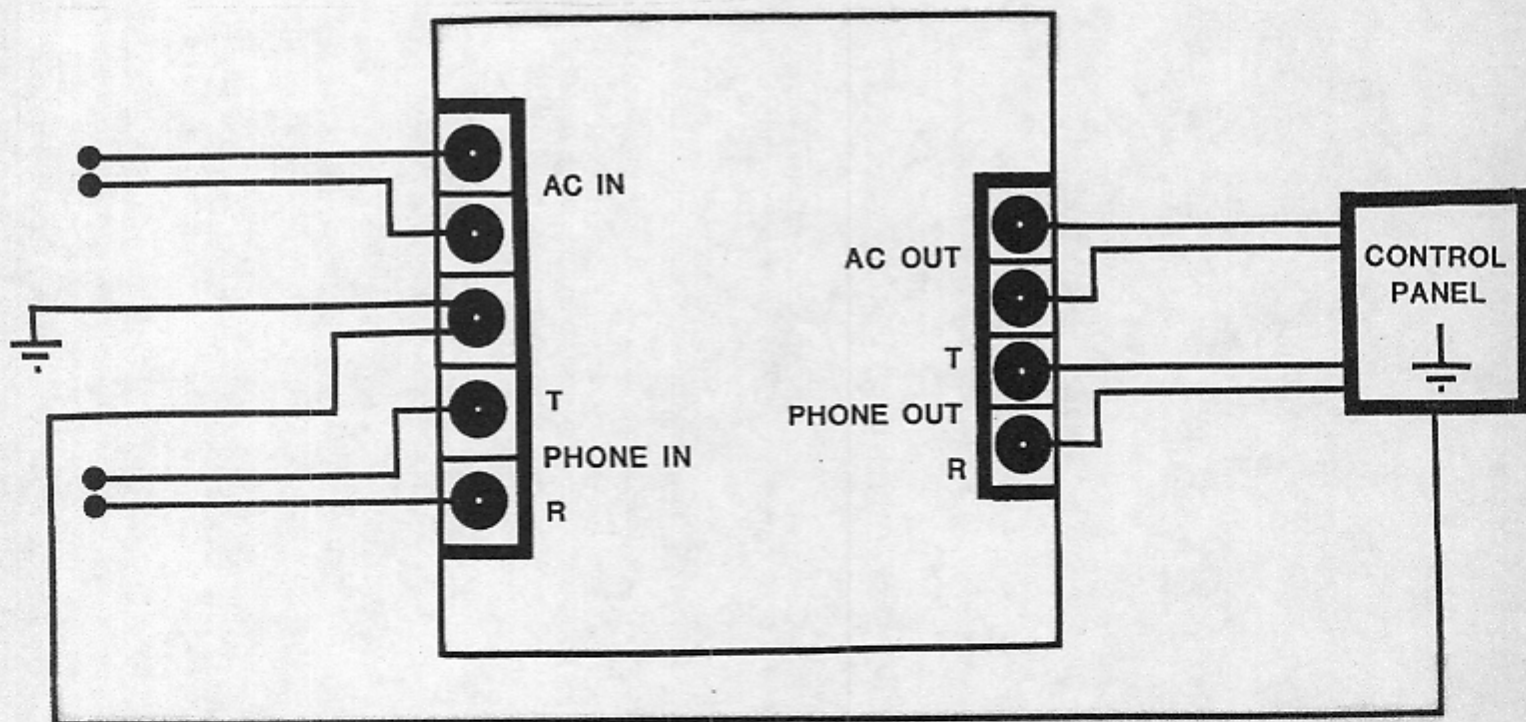 AC IN
T
PHONE IN
R
AC OUT
T
PHONE OUT
R
CONTROL
PANEL